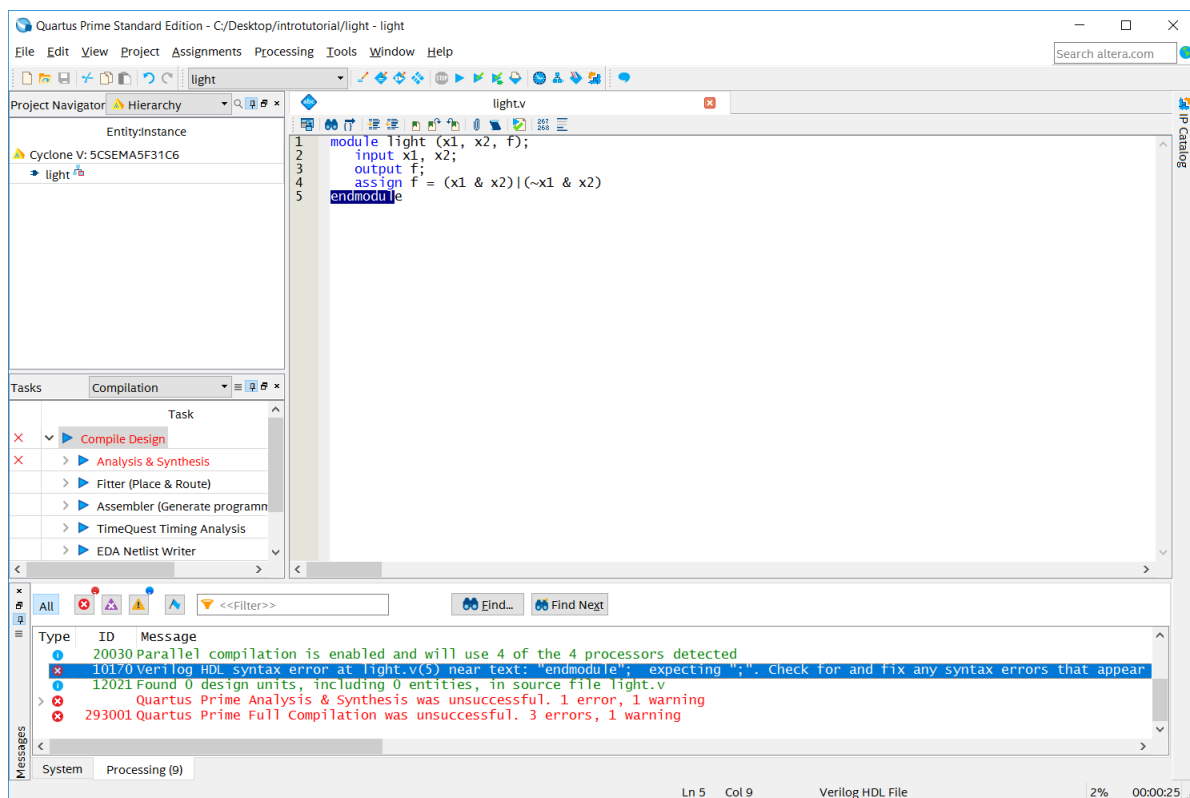 Quartus Prime Standard Edition - C:/Desktop/introtutorial/light - light
File Edit View Project Assignments Processing Tools Window Help
Search altera.com
light
Project Navigator Hierarchy
Entity:Instance
Cyclone V: 5CSEMA5F31C6
light
light.v
267
268
1 module light (x1, x2, f);
2 input x1, x2;
3 output f;
4 assign f = (x1 & x2)|(~x1 & x2)
5 endmodule
IP Catalog
Tasks Compilation
Task
Compile Design
Analysis & Synthesis
Fitter (Place & Route)
Assembler (Generate programm
TimeQuest Timing Analysis
EDA Netlist Writer
All <<Filter>> Find... Find Next
Type ID Message
20030 Parallel compilation is enabled and will use 4 of the 4 processors detected
10170 Verilog HDL syntax error at light.v(5) near text: "endmodule"; expecting ";". Check for and fix any syntax errors that appear
12021 Found 0 design units, including 0 entities, in source file light.v
Quartus Prime Analysis & Synthesis was unsuccessful. 1 error, 1 warning
293001 Quartus Prime Full Compilation was unsuccessful. 3 errors, 1 warning
Messages
System Processing (9)
Ln 5 Col 9 Verilog HDL File 2% 00:00:25